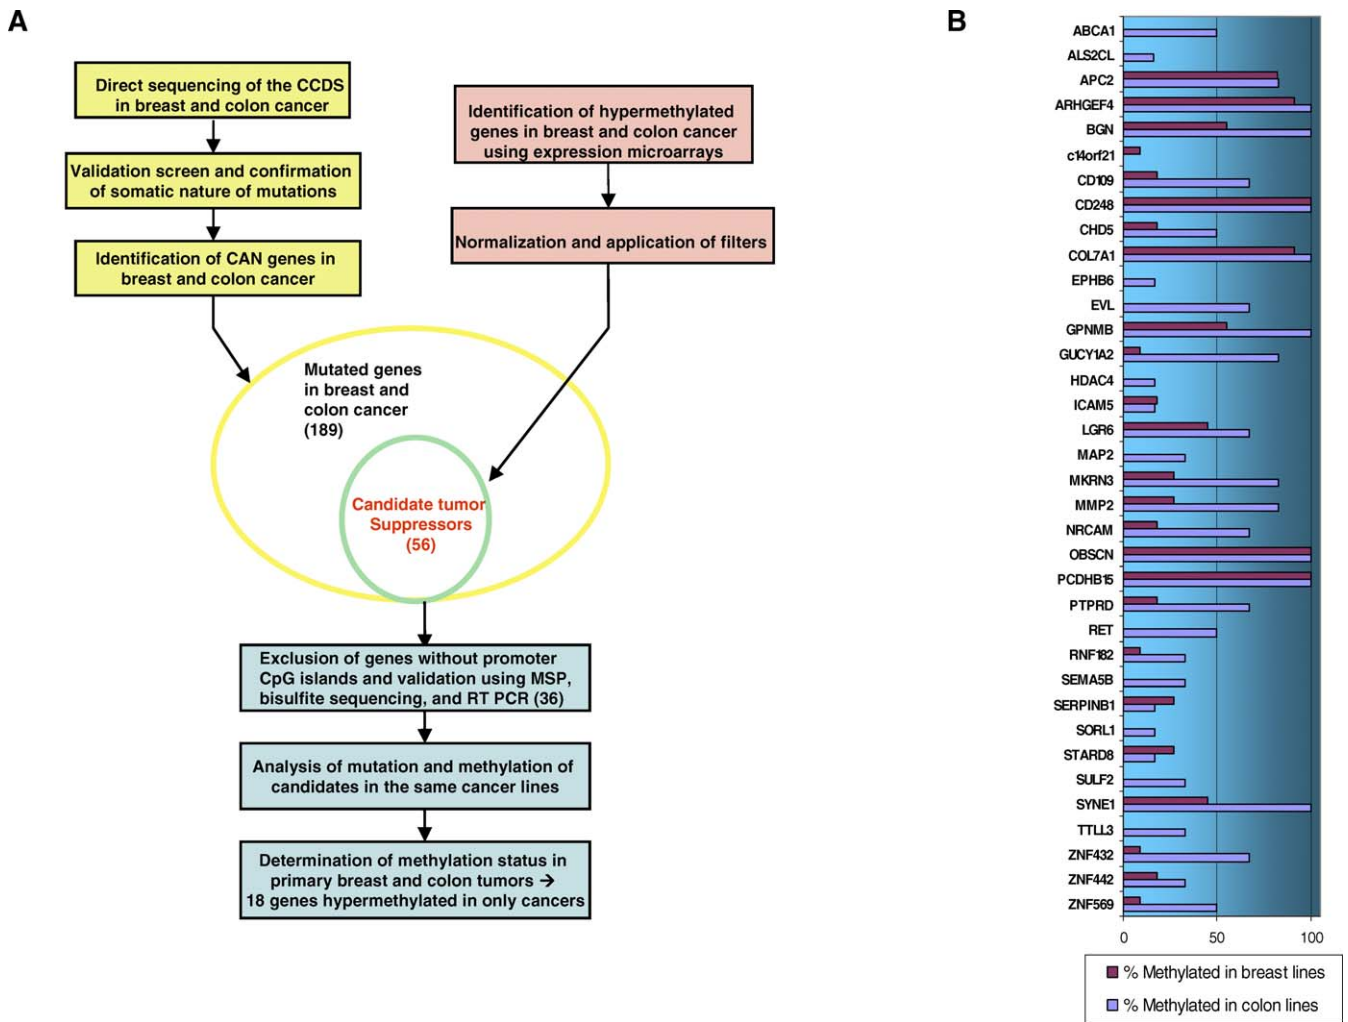 A
Direct sequencing of the CCDS
in breast and colon cancer
Validation screen and confirmation
of somatic nature of mutations
Identification of CAN genes in
breast and colon cancer
Identification of hypermethylated
genes in breast and colon cancer
using expression microarrays
Normalization and application of filters
Mutated genes
in breast and
colon cancer
(189)
Candidate tumor
Suppressors
(56)
Exclusion of genes without promoter
CpG islands and validation using MSP,
bisulfite sequencing, and RT PCR (36)
Analysis of mutation and methylation of
candidates in the same cancer lines
Determination of methylation status in
primary breast and colon tumors →
18 genes hypermethylated in only cancers
B
ABCA1
ALS2CL
APC2
ARHGEF4
BGN
c14orf21
CD109
CD248
CHD5
COL7A1
EPHB6
EVL
GPNMB
GUCY1A2
HDAC4
ICAM5
LGR6
MAP2
MKRN3
MMP2
NRCAM
OBSCN
PCDHB15
PTPRD
RET
RNF182
SEMA5B
SERPINB1
SORL1
STARD8
SULF2
SYNE1
TTLL3
ZNF432
ZNF442
ZNF569
0 50 100
% Methylated in breast lines
% Methylated in colon lines